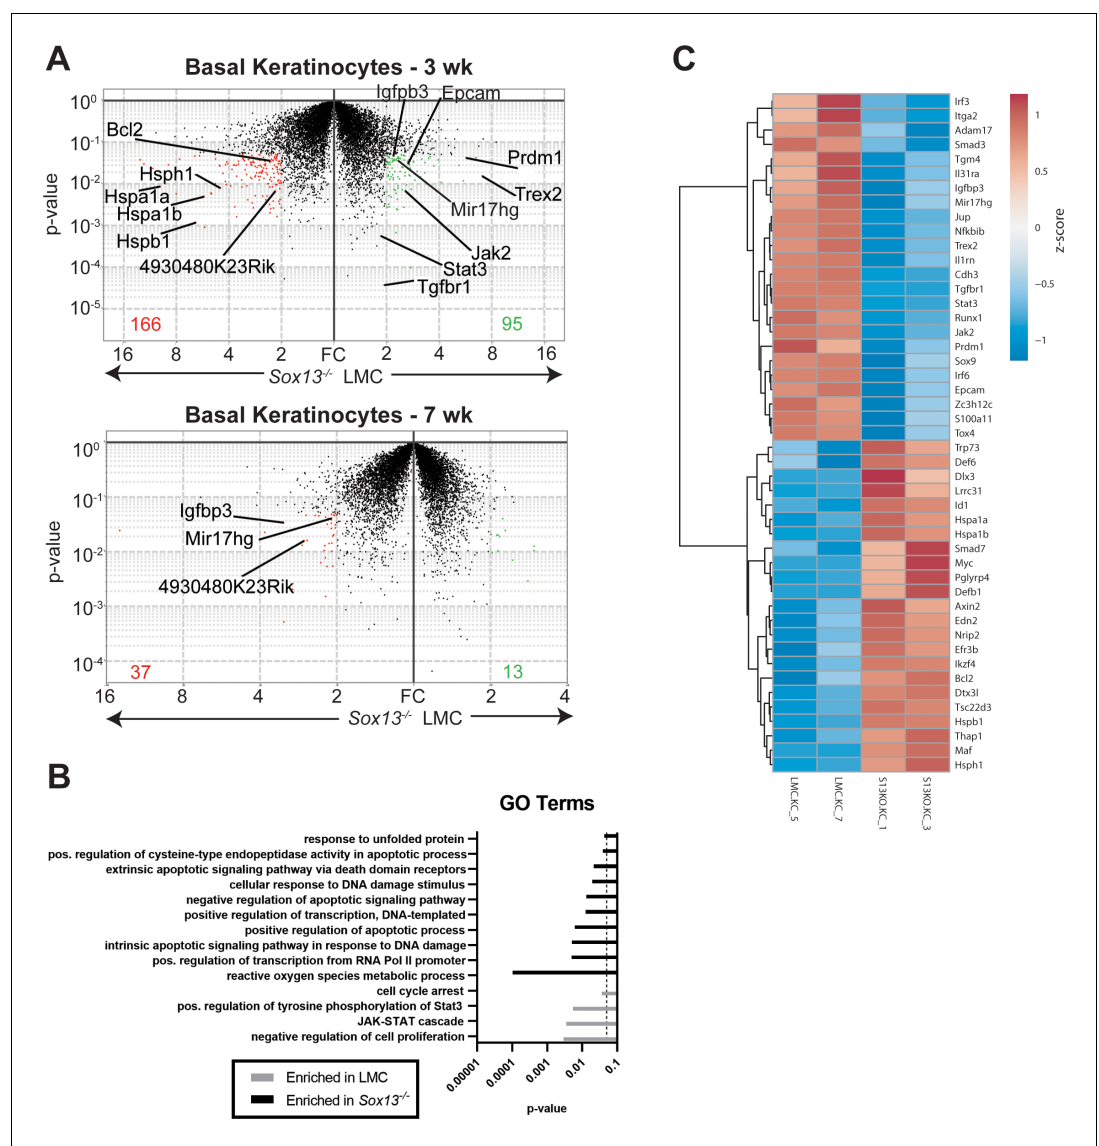 A
Basal Keratinocytes - 3 wk
Igfpb3
Epcam
Bcl2
Hsph1
Hspa1a
Hspa1b
Hspb1
4930480K23Rik
Prdm1
Trex2
Mir17hg
Jak2
Stat3
Tgfbr1
p-value
10⁰
10⁻¹
10⁻²
10⁻³
10⁻⁴
10⁻⁵
166
95
16 8 4 2 FC 2 4 8 16
Sox13⁻/⁻ LMC
Basal Keratinocytes - 7 wk
Igfbp3
Mir17hg
4930480K23Rik
p-value
10⁰
10⁻¹
10⁻²
10⁻³
10⁻⁴
37
13
16 8 4 2 FC 2 4
Sox13⁻/⁻ LMC
B
GO Terms
response to unfolded protein
pos. regulation of cysteine-type endopeptidase activity in apoptotic process
extrinsic apoptotic signaling pathway via death domain receptors
cellular response to DNA damage stimulus
negative regulation of apoptotic signaling pathway
positive regulation of transcription, DNA-templated
positive regulation of apoptotic process
intrinsic apoptotic signaling pathway in response to DNA damage
pos. regulation of transcription from RNA Pol II promoter
reactive oxygen species metabolic process
cell cycle arrest
pos. regulation of tyrosine phosphorylation of Stat3
JAK-STAT cascade
negative regulation of cell proliferation
0.00001 0.0001 0.001 0.01 0.1
p-value
Enriched in LMC
Enriched in Sox13⁻/⁻
C
Irf3
Itga2
Adam17
Smad3
Tgm4
Il31ra
Igfbp3
Mir17hg
Jup
Nfkbib
Trex2
Il1rn
Cdh3
Tgfbr1
Stat3
Runx1
Jak2
Prdm1
Sox9
Irf6
Epcam
Zc3h12c
S100a11
Tox4
Trp73
Def6
Dlx3
Lrrc31
Id1
Hspa1a
Hspa1b
Smad7
Myc
Pglyrp4
Defb1
Axin2
Edn2
Nrip2
Efr3b
Ikzf4
Bcl2
Dtx3l
Tsc22d3
Hspb1
Thap1
Maf
Hsph1
LMC.KC_5
LMC.KC_7
S13KO.KC_1
S13KO.KC_3
1
0.5
0
−0.5
−1
z-score